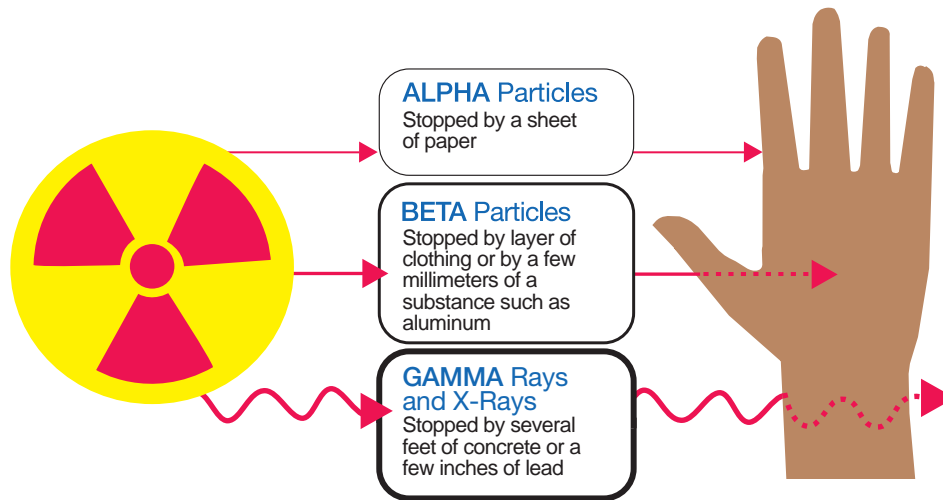 ALPHA Particles
Stopped by a sheet
of paper
BETA Particles
Stopped by layer of
clothing or by a few
millimeters of a
substance such as
aluminum
GAMMA Rays
and X-Rays
Stopped by several
feet of concrete or a
few inches of lead